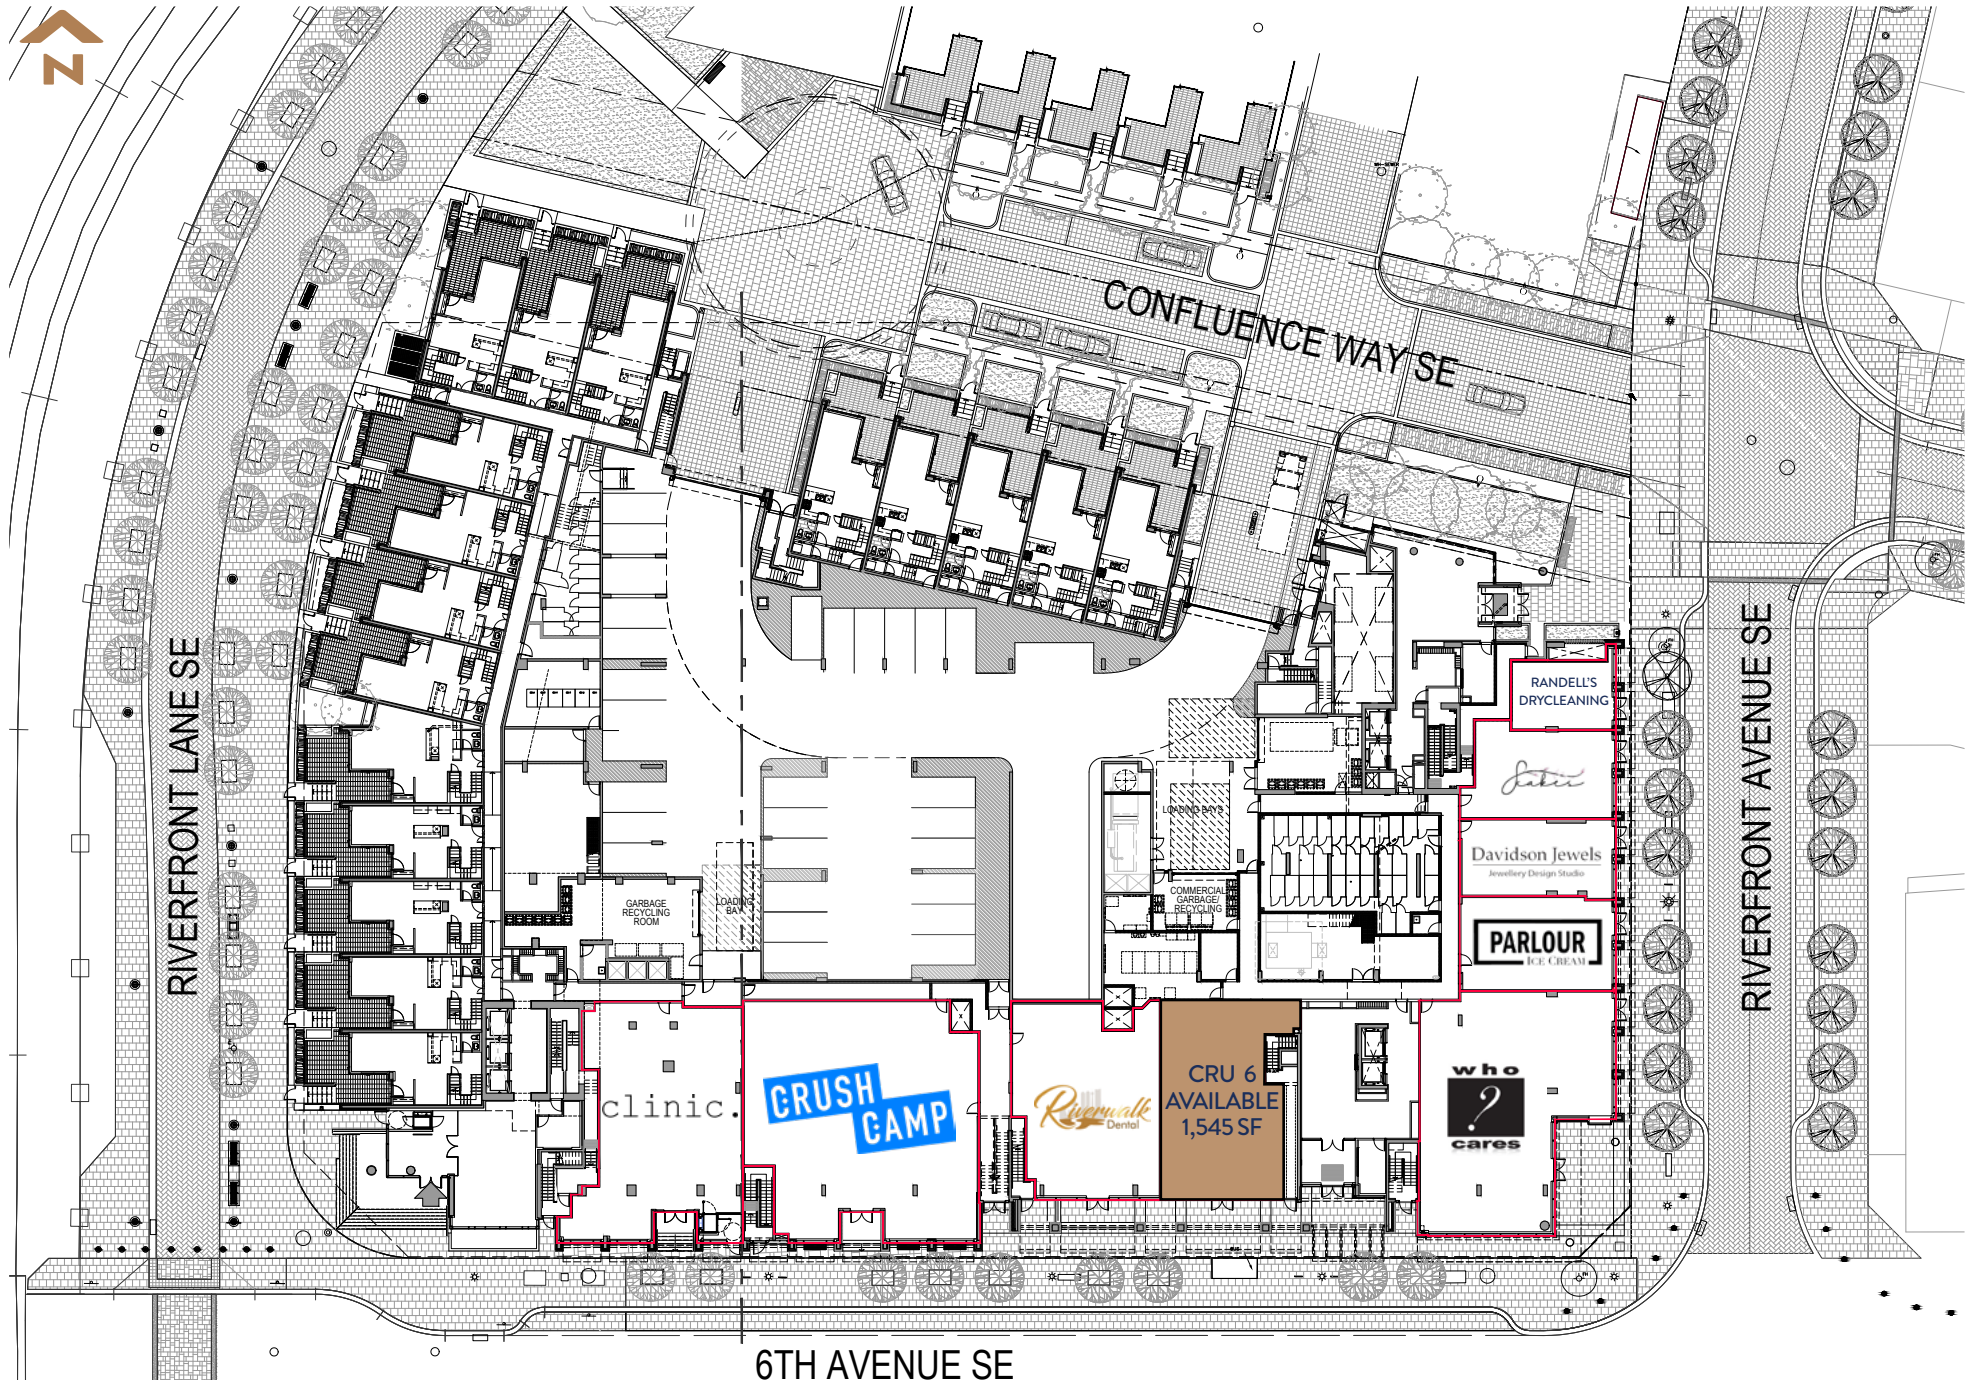 N
CONFLUENCE WAY SE
RIVERFRONT LANE SE
RIVERFRONT AVENUE SE
RANDELL'S
DRYCLEANING
LOADING BAYS
Davidson Jewels
Jewellery Design Studio
COMMERCIAL
GARBAGE/
RECYCLING
GARBAGE
RECYCLING
ROOM
LOADING
BAY
PARLOUR
ICE CREAM
clinic.
CRUSH
CAMP
Riverwalk
Dental
CRU 6
AVAILABLE
1,545 SF
who
?
cares
6TH AVENUE SE